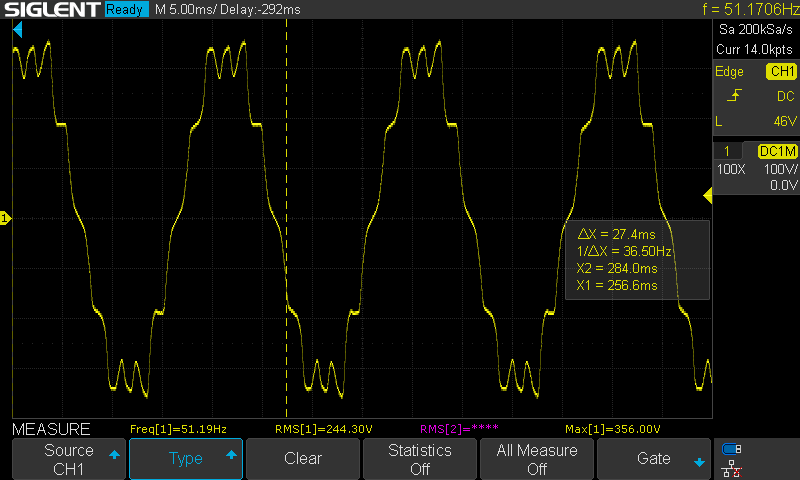 SIGLENT Ready M 5.00ms/ Delay:-292ms f = 51.1706Hz
Sa 200kSa/s
Curr 14.0kpts
Edge CH1
DC
L 46V
1 DC1M
100X 100V/
0.0V
1
ΔX = 27.4ms
1/ΔX = 36.50Hz
X2 = 284.0ms
X1 = 256.6ms
MEASURE Freq[1]=51.19Hz RMS[1]=244.30V RMS[2]=**** Max[1]=356.00V
Source
CH1
Type
Clear
Statistics
Off
All Measure
Off
Gate